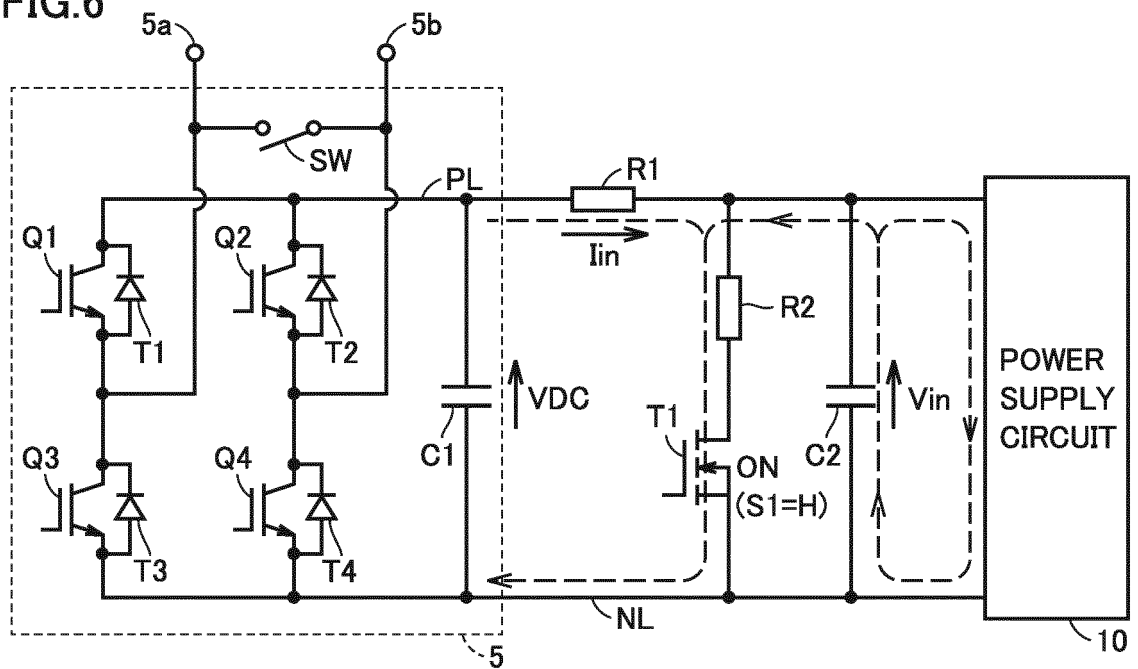 FIG.6
5a
5b
SW
PL
R1
Iin
Q1
Q2
T1
T2
R2
VDC
C1
T1
ON
(S1=H)
C2
Vin
POWER
SUPPLY
CIRCUIT
Q3
Q4
T3
T4
NL
5
10